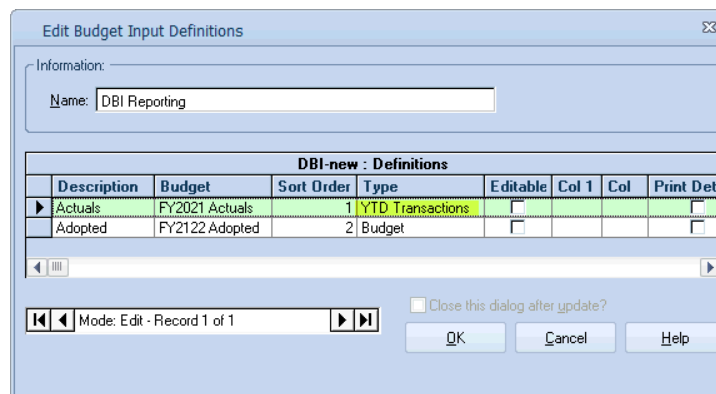 Edit Budget Input Definitions
Information:
Name: DBI Reporting
DBI-new : Definitions
Description Budget Sort Order Type Editable Col 1 Col Print Det
Actuals FY2021 Actuals 1 YTD Transactions
Adopted FY2122 Adopted 2 Budget
Close this dialog after update?
Mode: Edit - Record 1 of 1
OK Cancel Help